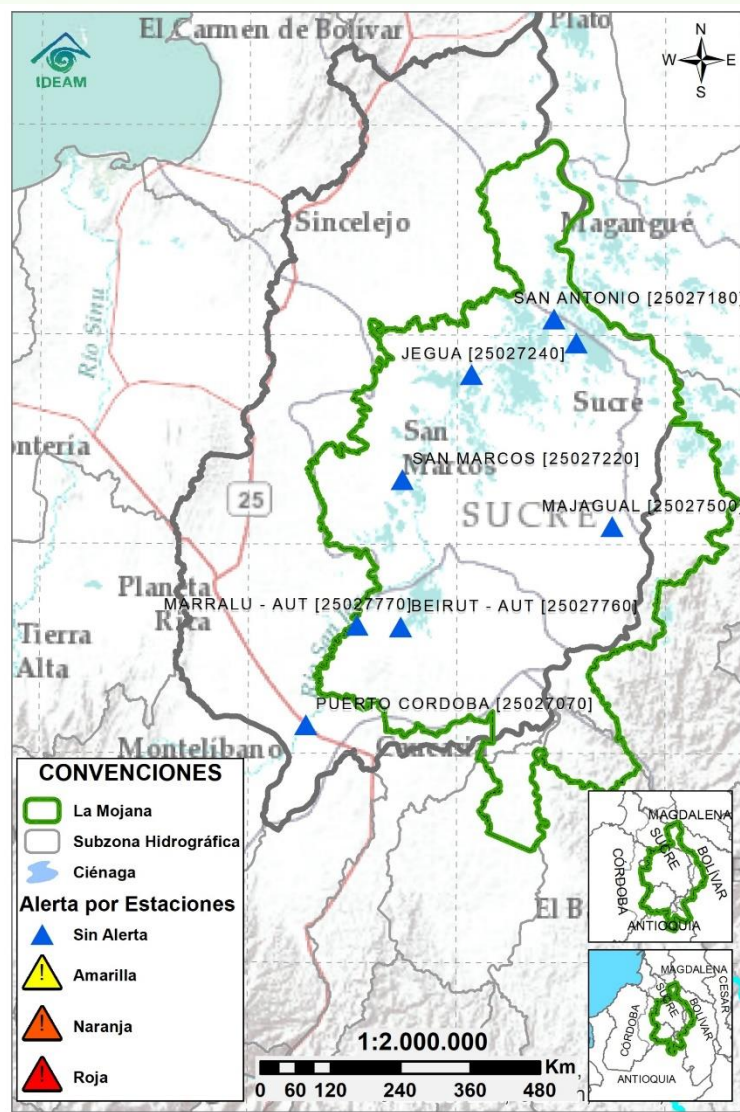 El Carmen de Bolívar
Plato
IDEAM
N
W E
S
Sincelejo
Magangué
SAN ANTONIO [25027180]
Rio Sinu
JEGUA [25027240]
Sucre
ontería
San
Marcos
SAN MARCOS [25027220]
25
SUCRE
MAJAGUAL [25027500]
Planeta
Rica
MARRALU - AUT [25027770]
BEIRUT - AUT [25027760]
Tierra
Alta
PUERTO CORDOBA [25027070]
Montelíbano
El B
CONVENCIONES
La Mojana
Subzona Hidrográfica
Ciénaga
Alerta por Estaciones
Sin Alerta
Amarilla
Naranja
Roja
1:2.000.000
Km
0 60 120 240 360 480
MAGDALENA
SUCRE
CÓRDOBA
BOLÍVAR
ANTIOQUIA
MAGDALENA
CESAR
SUCRE
CÓRDOBA
BOLÍVAR
ANTIOQUIA